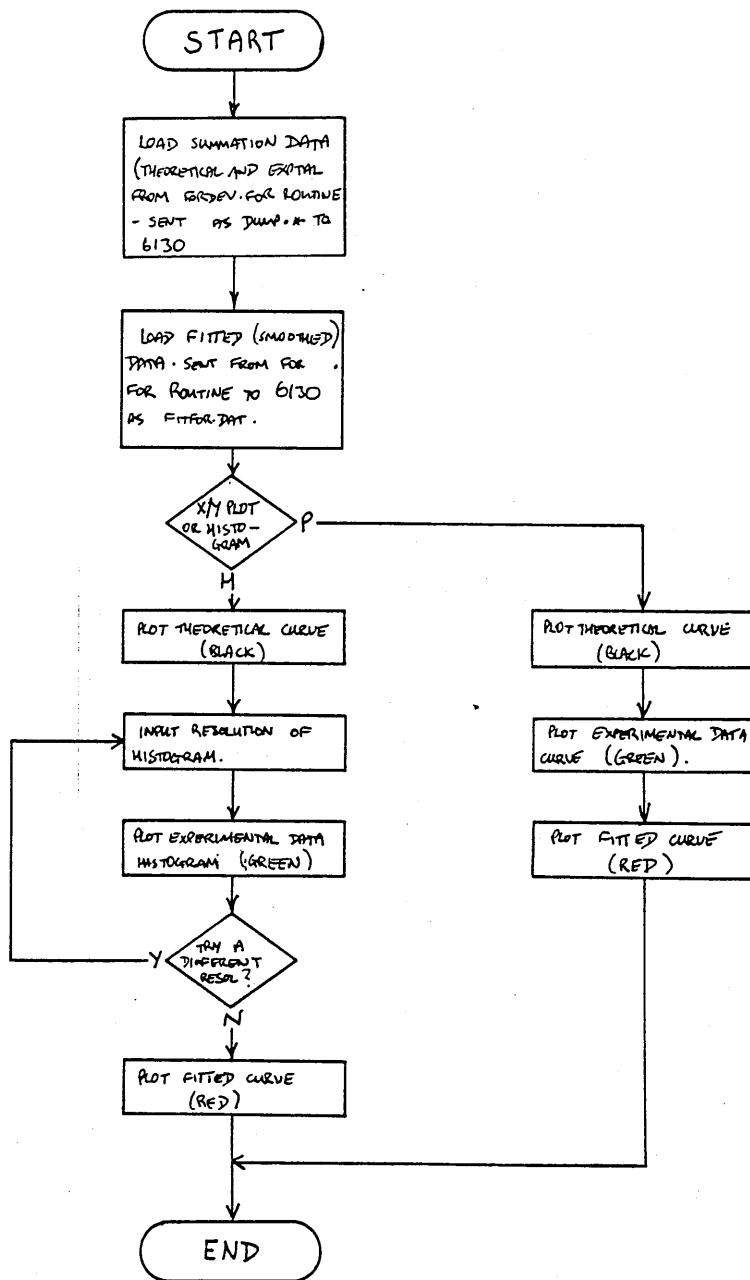 START
LOAD SUMMATION DATA
(THEORETICAL AND EXPTAL
FROM FORDEV.FOR ROUTINE
- SENT AS DUMP.* TO
6130
LOAD FITTED (SMOOTHED)
DATA. SENT FROM FOR .
FOR ROUTINE TO 6130
AS FITFOR.DAT.
X/Y PLOT
OR HISTO-
GRAM
P
H
PLOT THEORETICAL CURVE
(BLACK)
INPUT RESOLUTION OF
HISTOGRAM.
PLOT EXPERIMENTAL DATA
HISTOGRAM (GREEN)
TRY A
DIFFERENT
RESOL?
Y
N
PLOT FITTED CURVE
(RED)
PLOT THEORETICAL CURVE
(BLACK)
PLOT EXPERIMENTAL DATA
CURVE (GREEN).
PLOT FITTED CURVE
(RED)
END